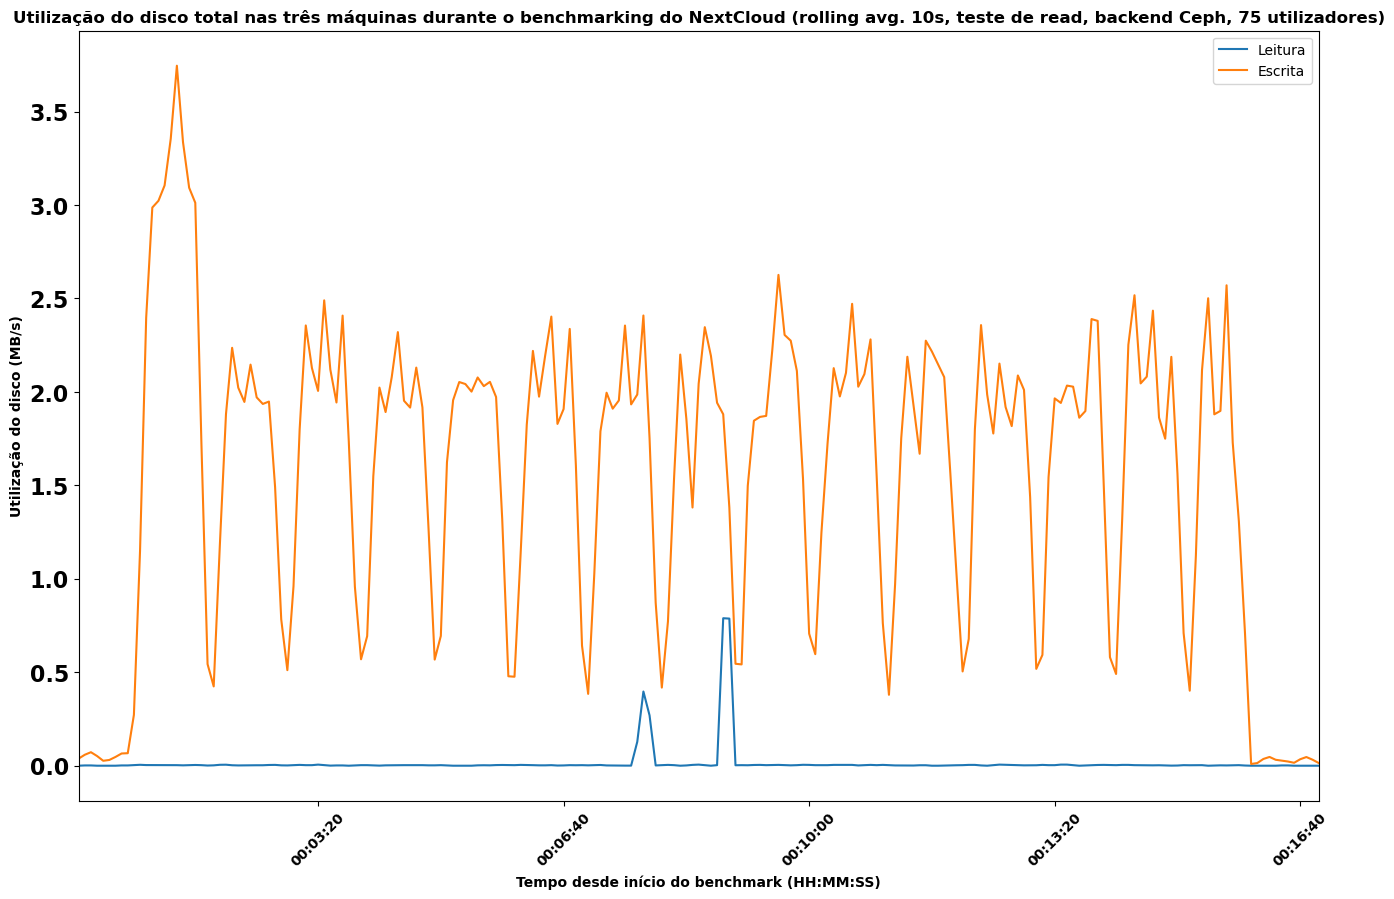 Utilização do disco total nas três máquinas durante o benchmarking do NextCloud (rolling avg. 10s, teste de read, backend Ceph, 75 utilizadores)
Leitura
Escrita
Utilização do disco (MB/s)
3.5
3.0
2.5
2.0
1.5
1.0
0.5
0.0
00:03:20
00:06:40
00:10:00
00:13:20
00:16:40
Tempo desde início do benchmark (HH:MM:SS)